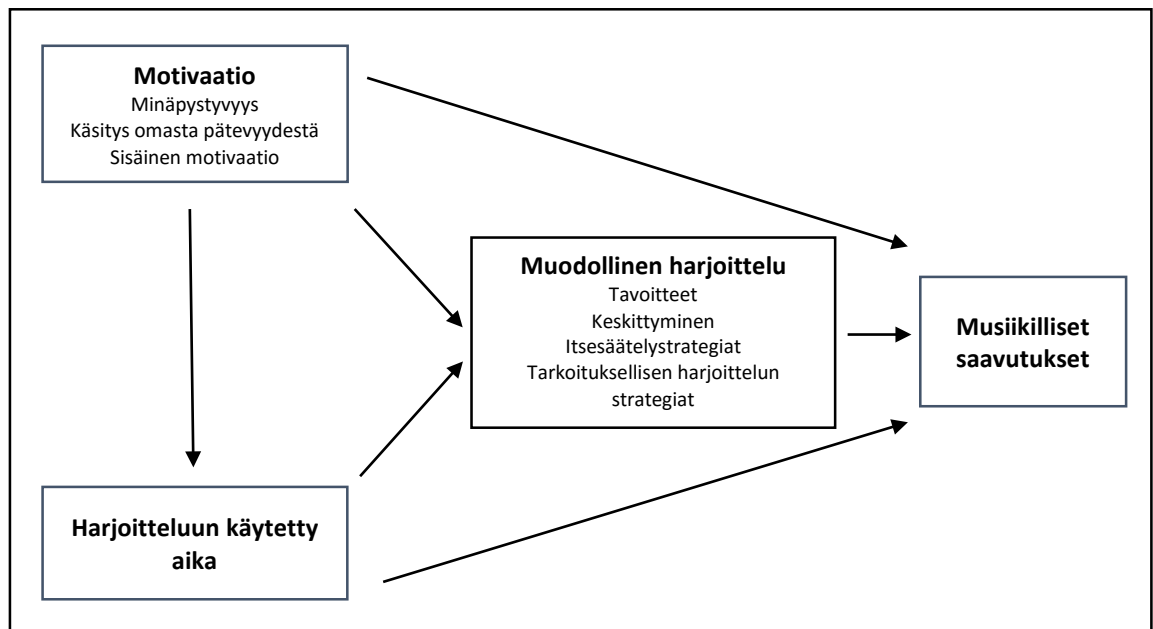 Motivaatio
Minäpystyvyys
Käsitys omasta pätevyydestä
Sisäinen motivaatio
Muodollinen harjoittelu
Tavoitteet
Keskittyminen
Itsesäätelystrategiat
Tarkoituksellisen harjoittelun
strategiat
Musiikilliset
saavutukset
Harjoitteluun käytetty
aika